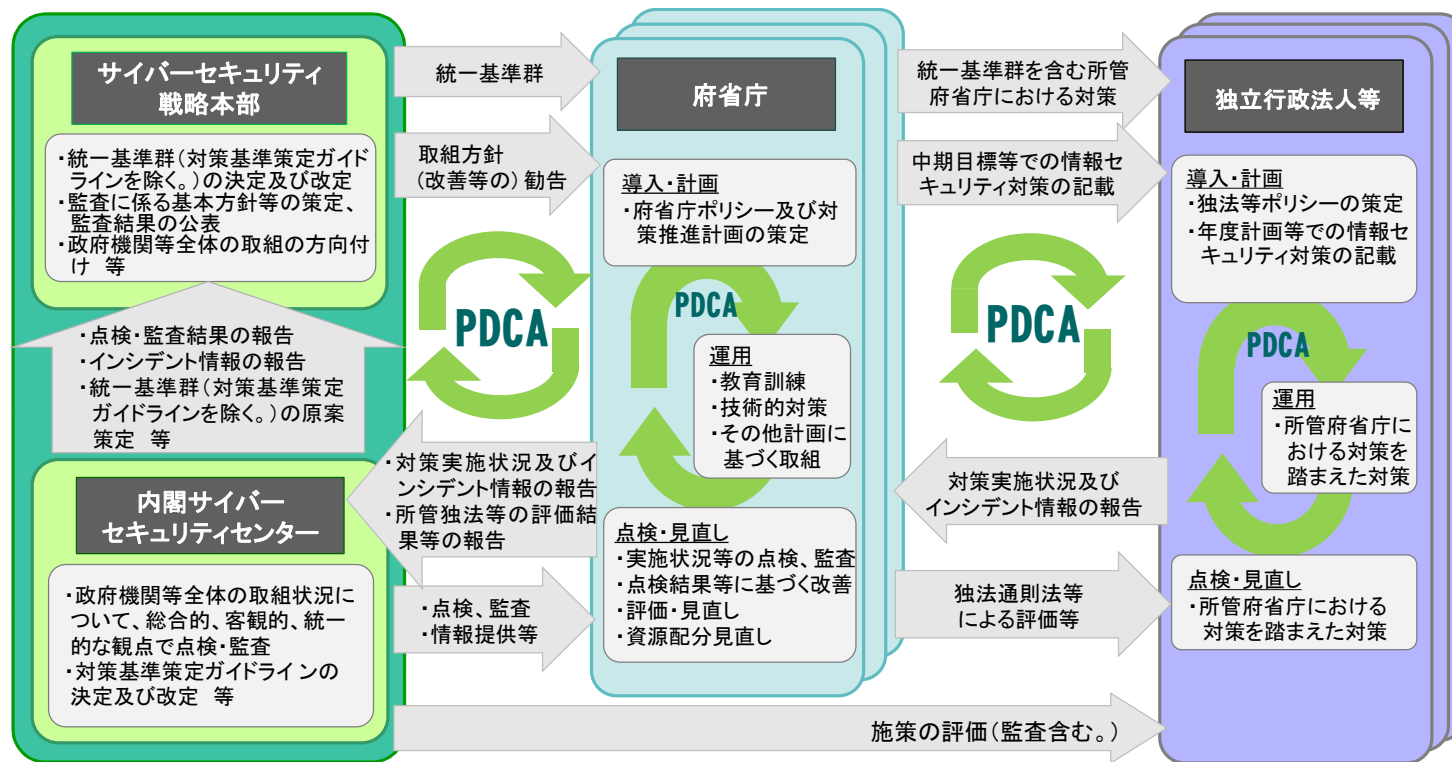 サイバーセキュリティ
戦略本部
・統一基準群（対策基準策定ガイド
ラインを除く。）の決定及び改定
・監査に係る基本方針等の策定、
監査結果の公表
・政府機関等全体の取組の方向付
け　等
・点検・監査結果の報告
・インシデント情報の報告
・統一基準群（対策基準策定
ガイドラインを除く。）の原案
策定　等
内閣サイバー
セキュリティセンター
・政府機関等全体の取組状況に
ついて、総合的、客観的、統一
的な観点で点検・監査
・対策基準策定ガイドラインの
決定及び改定　等
統一基準群
取組方針
（改善等の）勧告
PDCA
・対策実施状況及びイ
ンシデント情報の報告
・所管独法等の評価結
果等の報告
・点検、監査
・情報提供等
府省庁
導入・計画
・府省庁ポリシー及び対
策推進計画の策定
PDCA
運用
・教育訓練
・技術的対策
・その他計画に
基づく取組
点検・見直し
・実施状況等の点検、監査
・点検結果等に基づく改善
・評価・見直し
・資源配分見直し
統一基準群を含む所管
府省庁における対策
中期目標等での情報セ
キュリティ対策の記載
PDCA
対策実施状況及び
インシデント情報の報告
独法通則法等
による評価等
施策の評価（監査含む。）
独立行政法人等
導入・計画
・独法等ポリシーの策定
・年度計画等での情報セ
キュリティ対策の記載
PDCA
運用
・所管府省庁に
おける対策を
踏まえた対策
点検・見直し
・所管府省庁における
対策を踏まえた対策